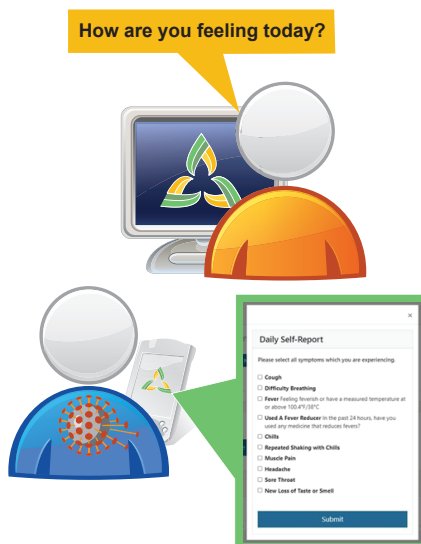 How are you feeling today?
×
Daily Self-Report
Please select all symptoms which you are experiencing.
Cough
Difficulty Breathing
Fever Feeling feverish or have a measured temperature at
or above 100.4°F/38°C
Used A Fever Reducer In the past 24 hours, have you
used any medicine that reduces fevers?
Chills
Repeated Shaking with Chills
Muscle Pain
Headache
Sore Throat
New Loss of Taste or Smell
Submit